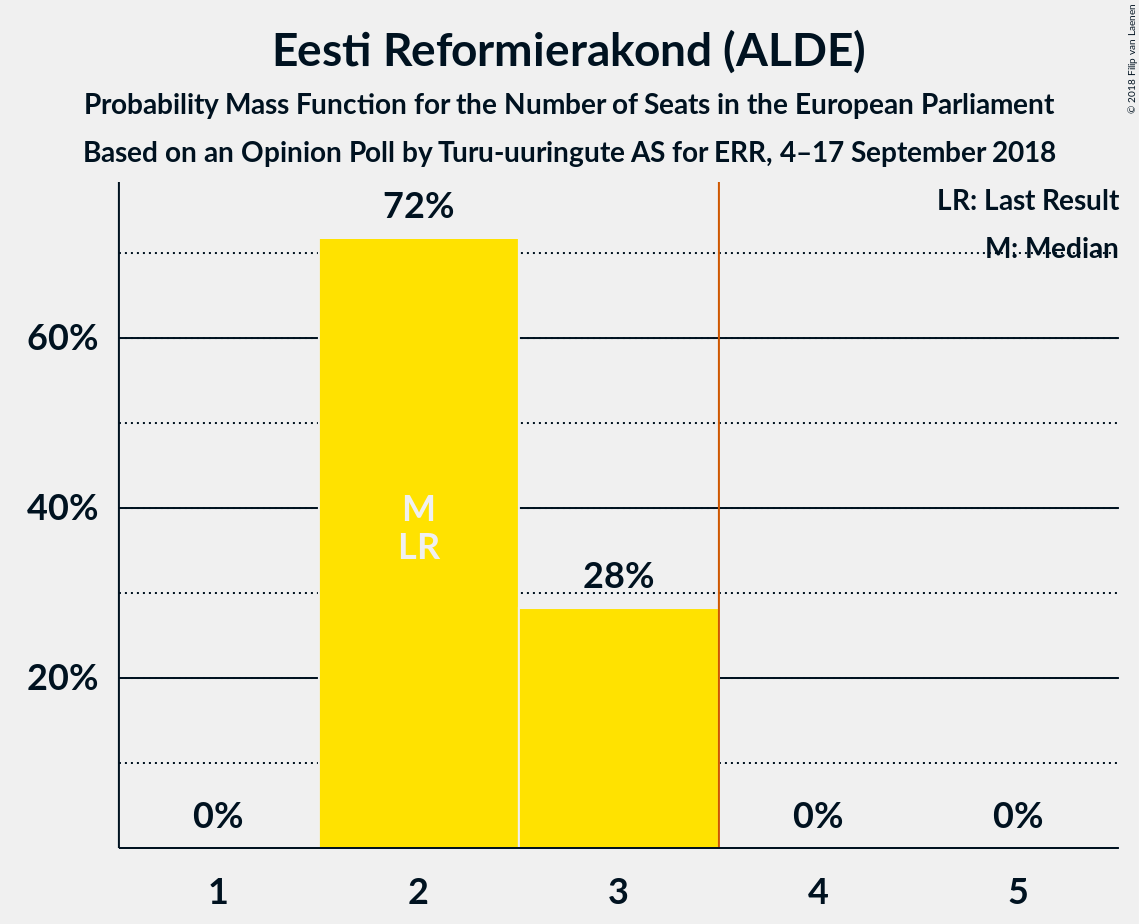 Eesti Reformierakond (ALDE)
Probability Mass Function for the Number of Seats in the European Parliament
Based on an Opinion Poll by Turu-uuringute AS for ERR, 4–17 September 2018
© 2018 Filip van Laenen
LR: Last Result
M: Median
72%
60%
40%
20%
M
LR
28%
0%
0%
0%
1
2
3
4
5